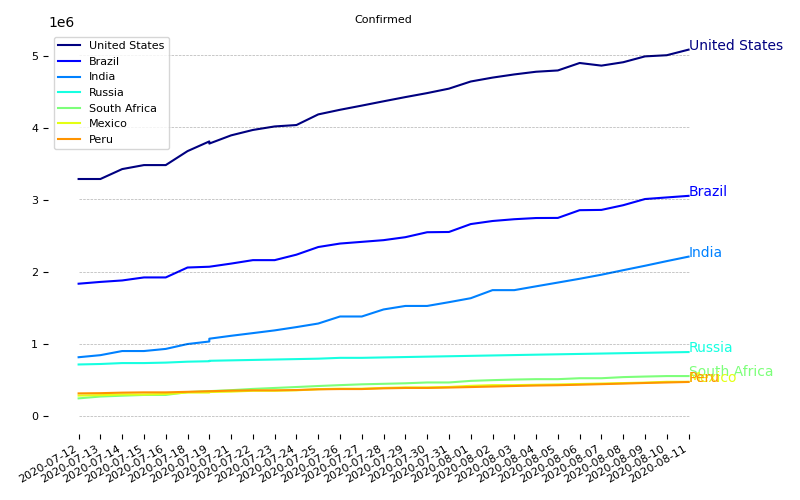 Confirmed
1e6
5
4
3
2
1
0
United States
Brazil
India
Russia
South Africa
Mexico
Peru
United States
Brazil
India
Russia
South Africa
Mexico
Peru
2020-07-12
2020-07-13
2020-07-14
2020-07-15
2020-07-16
2020-07-18
2020-07-19
2020-07-21
2020-07-22
2020-07-23
2020-07-24
2020-07-25
2020-07-26
2020-07-27
2020-07-28
2020-07-29
2020-07-30
2020-07-31
2020-08-01
2020-08-02
2020-08-03
2020-08-04
2020-08-05
2020-08-06
2020-08-07
2020-08-08
2020-08-09
2020-08-10
2020-08-11